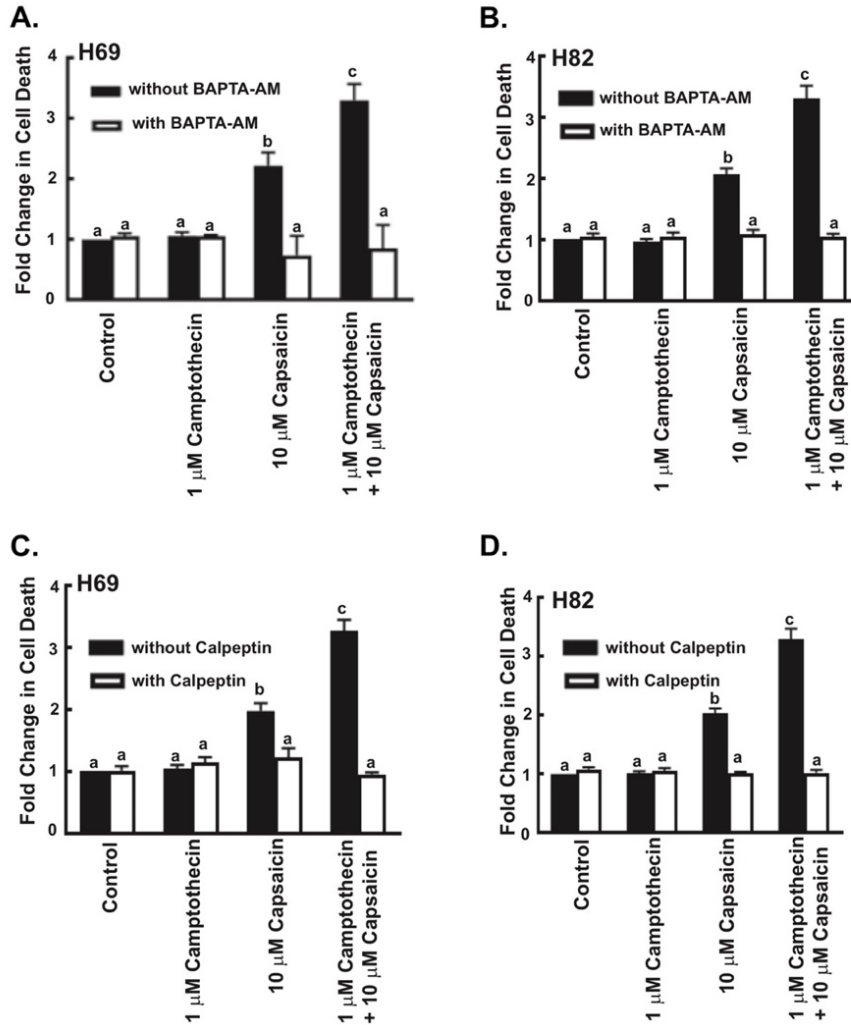 A.
H69
Fold Change in Cell Death
4
3
2
1
0
without BAPTA-AM
with BAPTA-AM
a
a
a
a
b
a
c
a
Control
1 μM Camptothecin
10 μM Capsaicin
1 μM Camptothecin
+ 10 μM Capsaicin
B.
H82
Fold Change in Cell Death
4
3
2
1
0
without BAPTA-AM
with BAPTA-AM
a
a
a
a
b
a
c
a
Control
1 μM Camptothecin
10 μM Capsaicin
1 μM Camptothecin
+ 10 μM Capsaicin
C.
H69
Fold Change in Cell Death
4
3
2
1
0
without Calpeptin
with Calpeptin
a
a
a
a
b
a
c
a
Control
1 μM Camptothecin
10 μM Capsaicin
1 μM Camptothecin
+ 10 μM Capsaicin
D.
H82
Fold Change in Cell Death
4
3
2
1
0
without Calpeptin
with Calpeptin
a
a
a
a
b
a
c
a
Control
1 μM Camptothecin
10 μM Capsaicin
1 μM Camptothecin
+ 10 μM Capsaicin